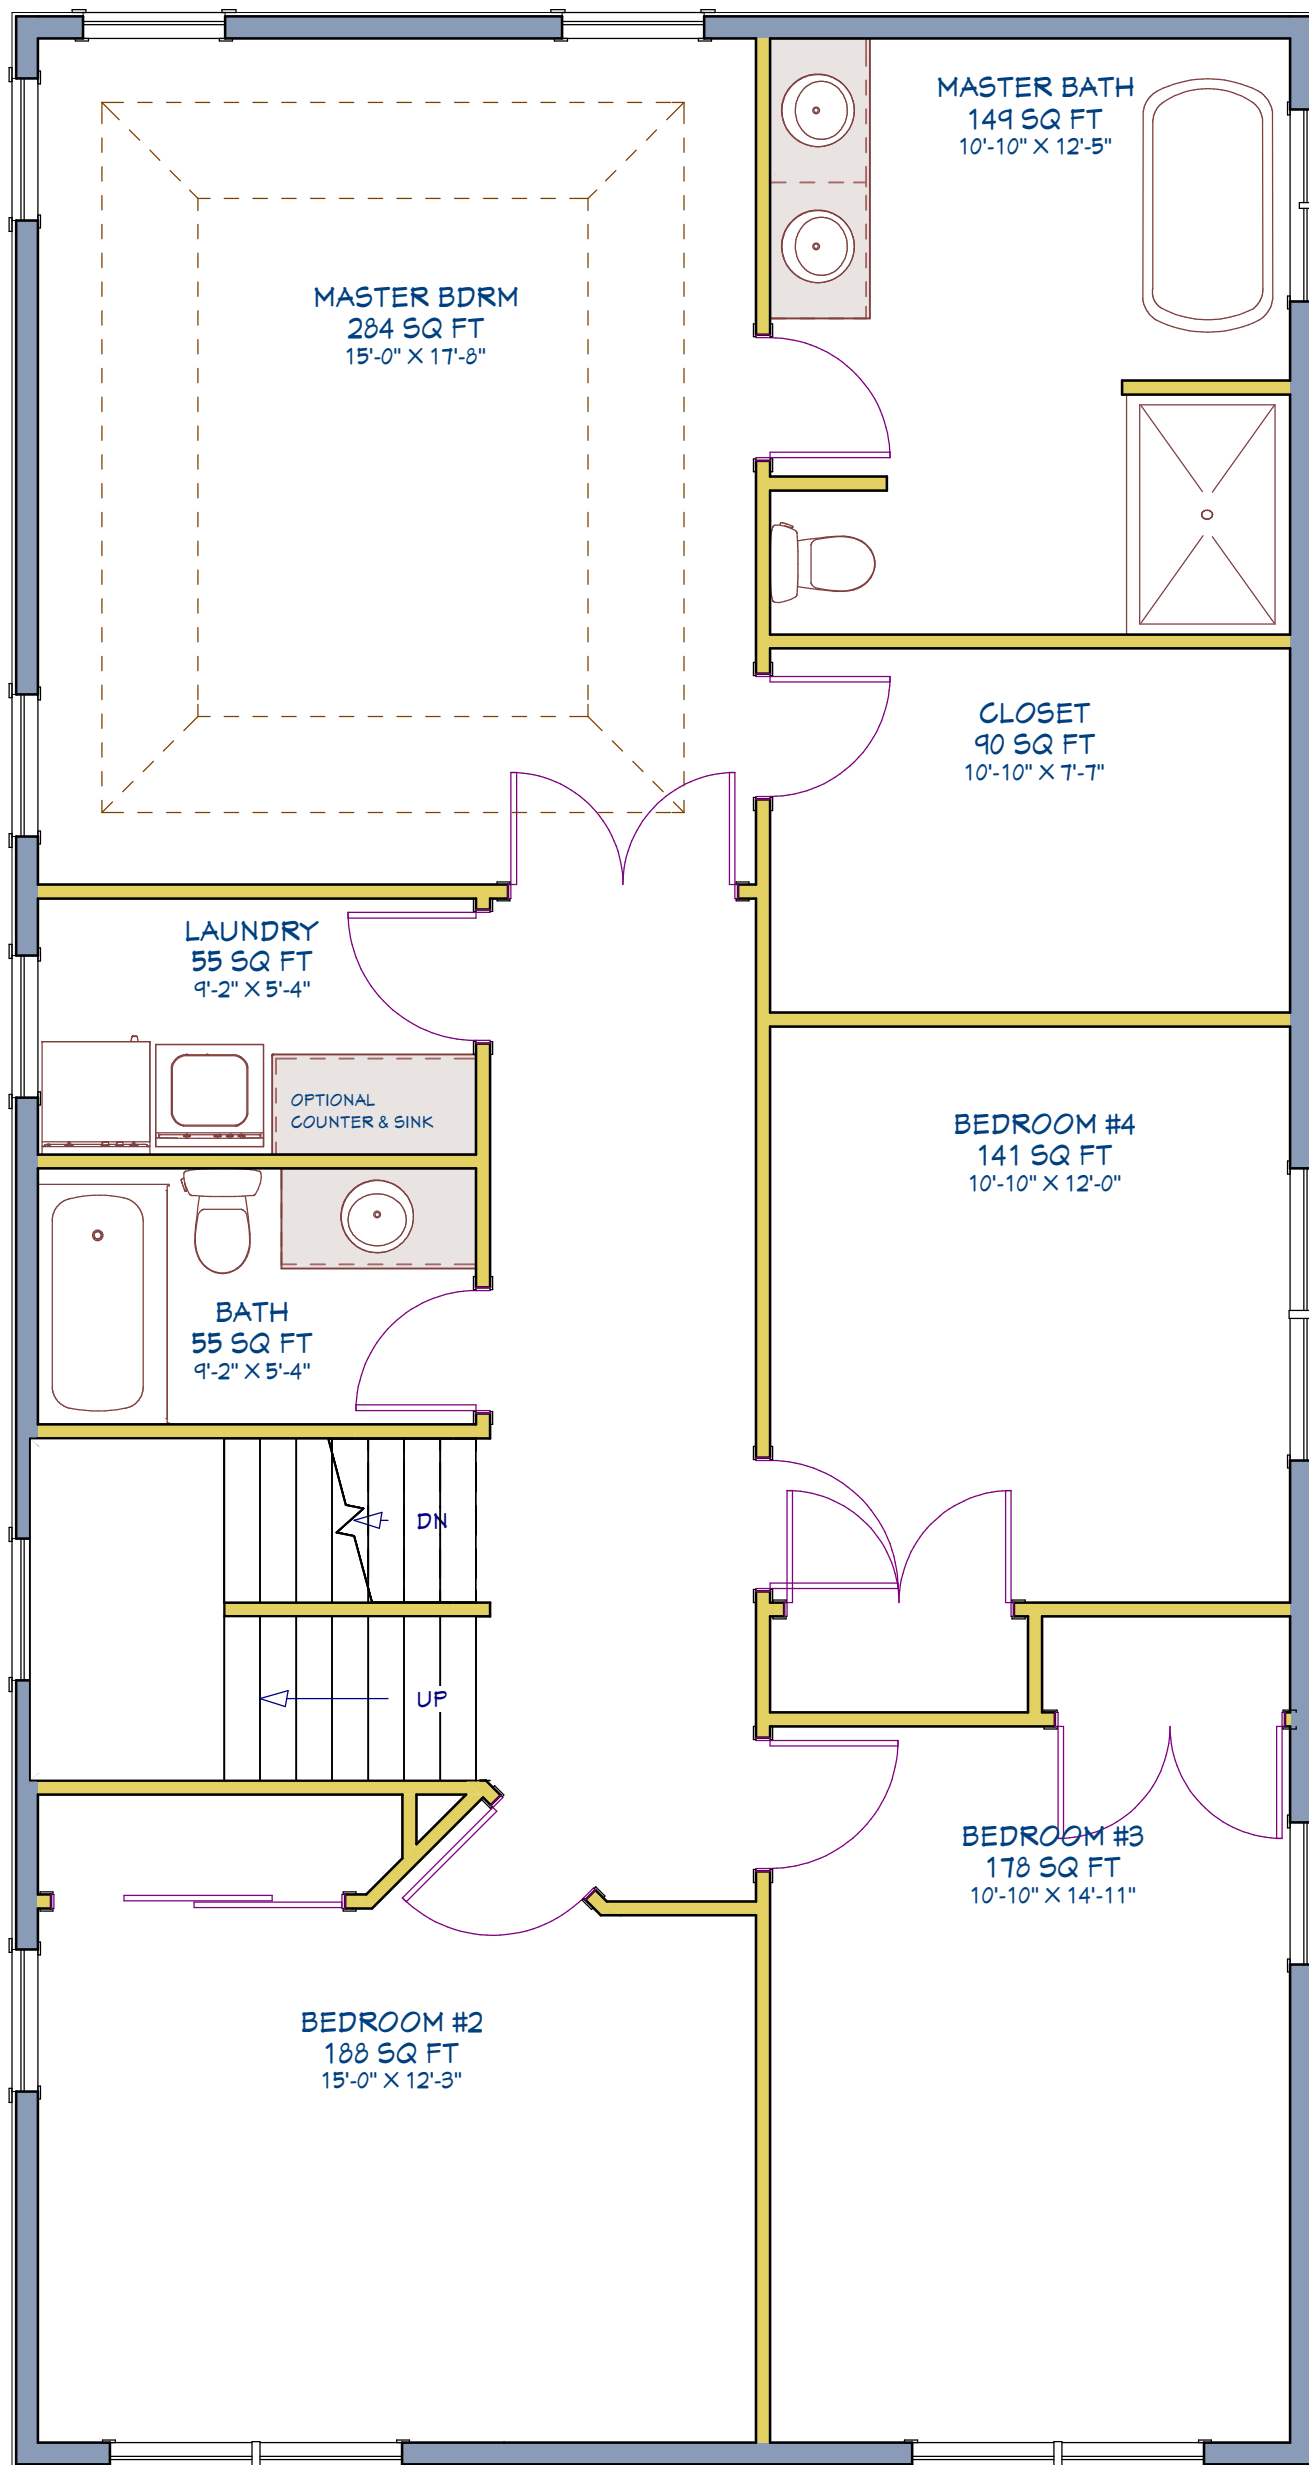 MASTER BATH
149 SQ FT
10'-10" X 12'-5"
MASTER BDRM
284 SQ FT
15'-0" X 17'-8"
CLOSET
90 SQ FT
10'-10" X 7'-7"
LAUNDRY
55 SQ FT
9'-2" X 5'-4"
OPTIONAL
COUNTER & SINK
BEDROOM #4
141 SQ FT
10'-10" X 12'-0"
BATH
55 SQ FT
9'-2" X 5'-4"
DN
UP
BEDROOM #3
178 SQ FT
10'-10" X 14'-11"
BEDROOM #2
188 SQ FT
15'-0" X 12'-3"